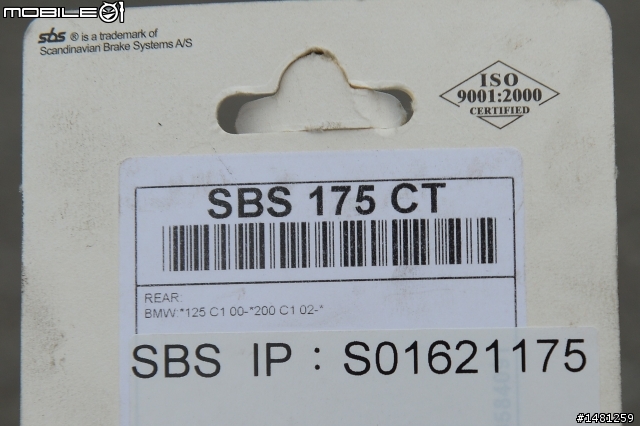 MOBILE01
sbs ® is a trademark of
Scandinavian Brake Systems A/S
ISO
9001:2000
CERTIFIED
SBS 175 CT
REAR:
BMW:*125 C1 00-*200 C1 02-*
SBS IP : S01621175
#1481259